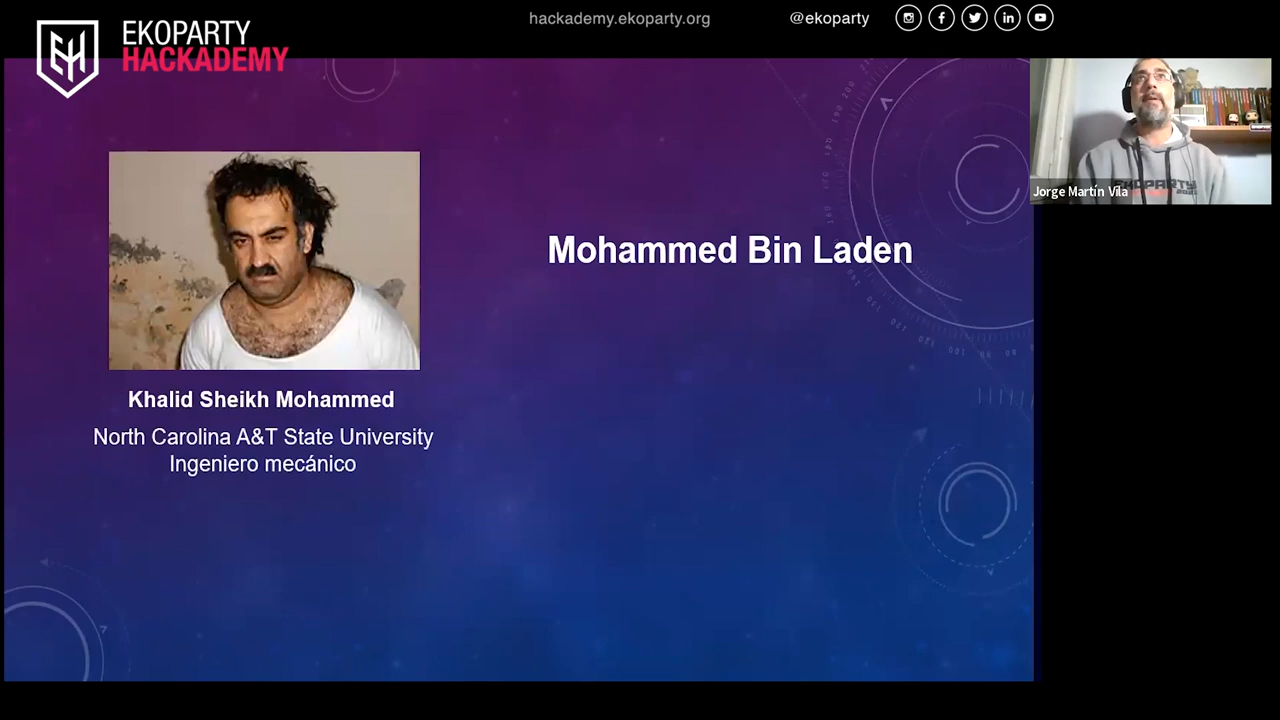 EKOPARTY
HACKADEMY
hackademy.ekoparty.org
@ekoparty
Jorge Martín Vila
Mohammed Bin Laden
Khalid Sheikh Mohammed
North Carolina A&T State University
Ingeniero mecánico